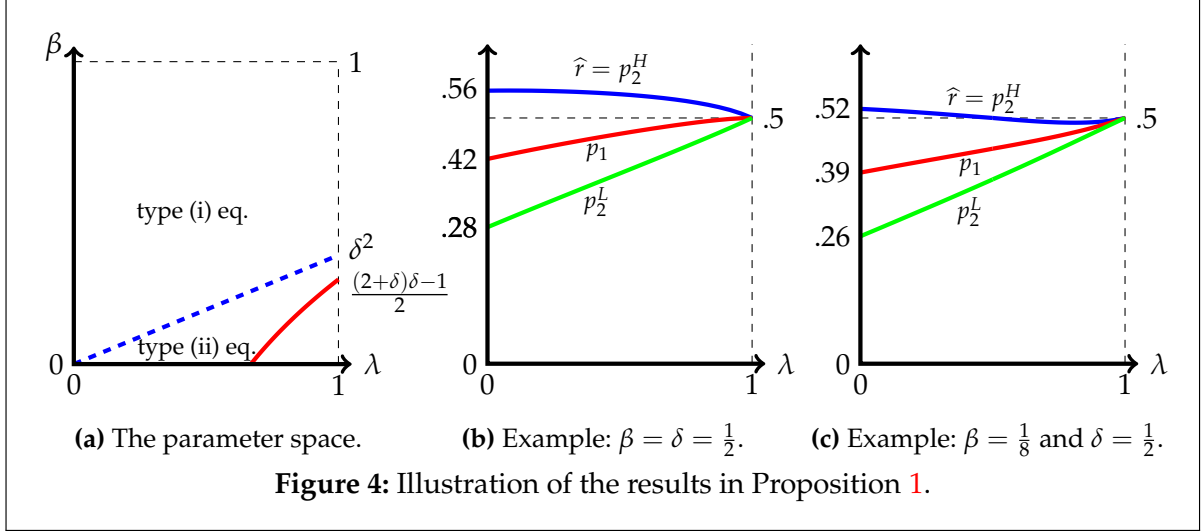 β
1
type (i) eq.
δ²
(2+δ)δ−1
2
type (ii) eq.
0
0
1
λ
(a) The parameter space.
.56
r̂ = p₂ᴴ
.5
.42
p₁
p₂ᴸ
.28
0
0
1
λ
(b) Example: β = δ = 1/2.
.52
r̂ = p₂ᴴ
.5
.39
p₁
p₂ᴸ
.26
0
0
1
λ
(c) Example: β = 1/8 and δ = 1/2.
Figure 4: Illustration of the results in Proposition 1.